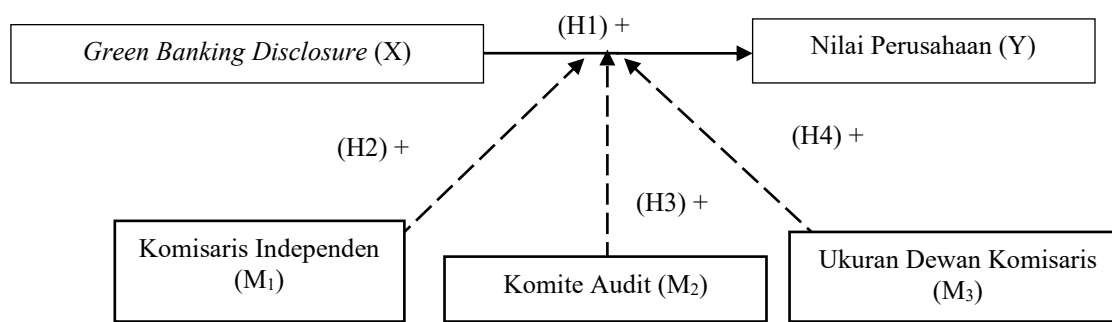 (H1) +
Green Banking Disclosure (X)
Nilai Perusahaan (Y)
(H2) +
(H4) +
(H3) +
Komisaris Independen
(M₁)
Komite Audit (M₂)
Ukuran Dewan Komisaris
(M₃)